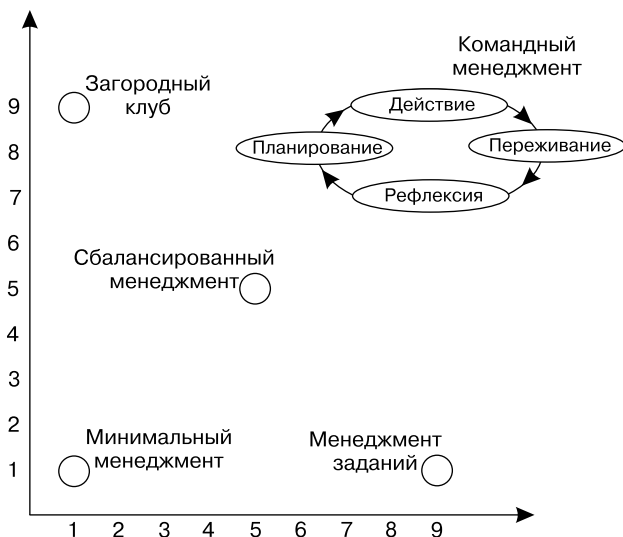 Командный
менеджмент
Загородный
клуб
Действие
Планирование
Переживание
Рефлексия
Сбалансированный
менеджмент
Минимальный
менеджмент
Менеджмент
заданий
9
8
7
6
5
4
3
2
1
1 2 3 4 5 6 7 8 9